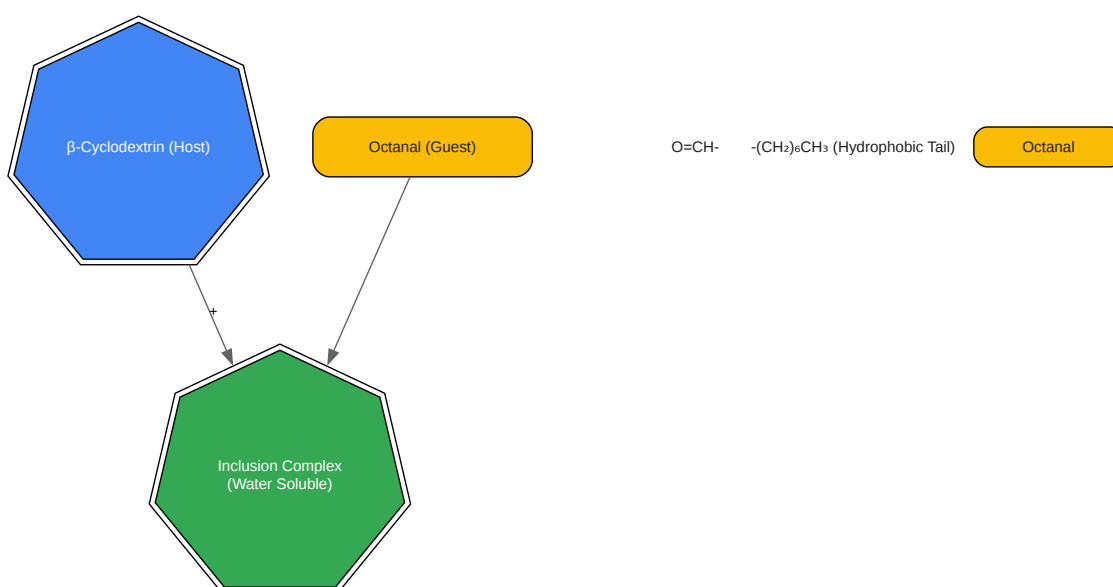 β-Cyclodextrin (Host)
Octanal (Guest)
O=CH-
-(CH₂)₆CH₃ (Hydrophobic Tail)
Octanal
+
Inclusion Complex
(Water Soluble)